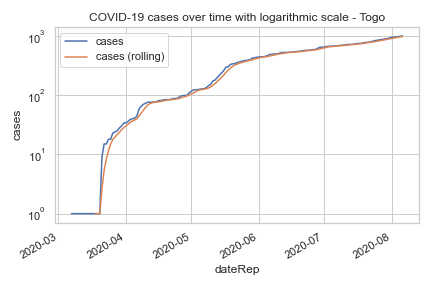 COVID-19 cases over time with logarithmic scale - Togo
cases
cases (rolling)
10³
10²
10¹
10⁰
cases
2020-03
2020-04
2020-05
2020-06
2020-07
2020-08
dateRep